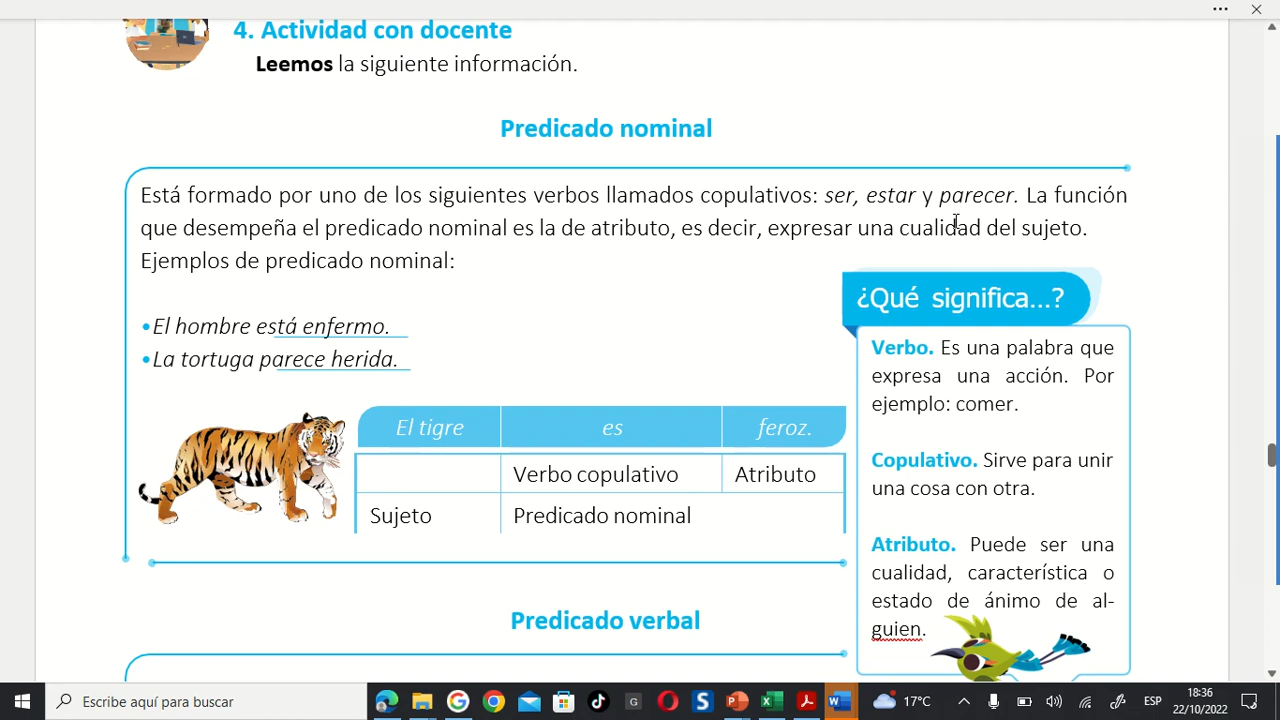 4. Actividad con docente
Leemos la siguiente información.
Predicado nominal
Está formado por uno de los siguientes verbos llamados copulativos: ser, estar y parecer. La función
que desempeña el predicado nominal es la de atributo, es decir, expresar una cualidad del sujeto.
Ejemplos de predicado nominal:
•El hombre está enfermo.
•La tortuga parece herida.
El tigre es feroz.
Verbo copulativo Atributo
Sujeto Predicado nominal
¿Qué significa...?
Verbo. Es una palabra que
expresa una acción. Por
ejemplo: comer.
Copulativo. Sirve para unir
una cosa con otra.
Atributo. Puede ser una
cualidad, característica o
estado de ánimo de al-
guien.
Predicado verbal
Escribe aquí para buscar
17°C
ESP
18:36
22/10/2022